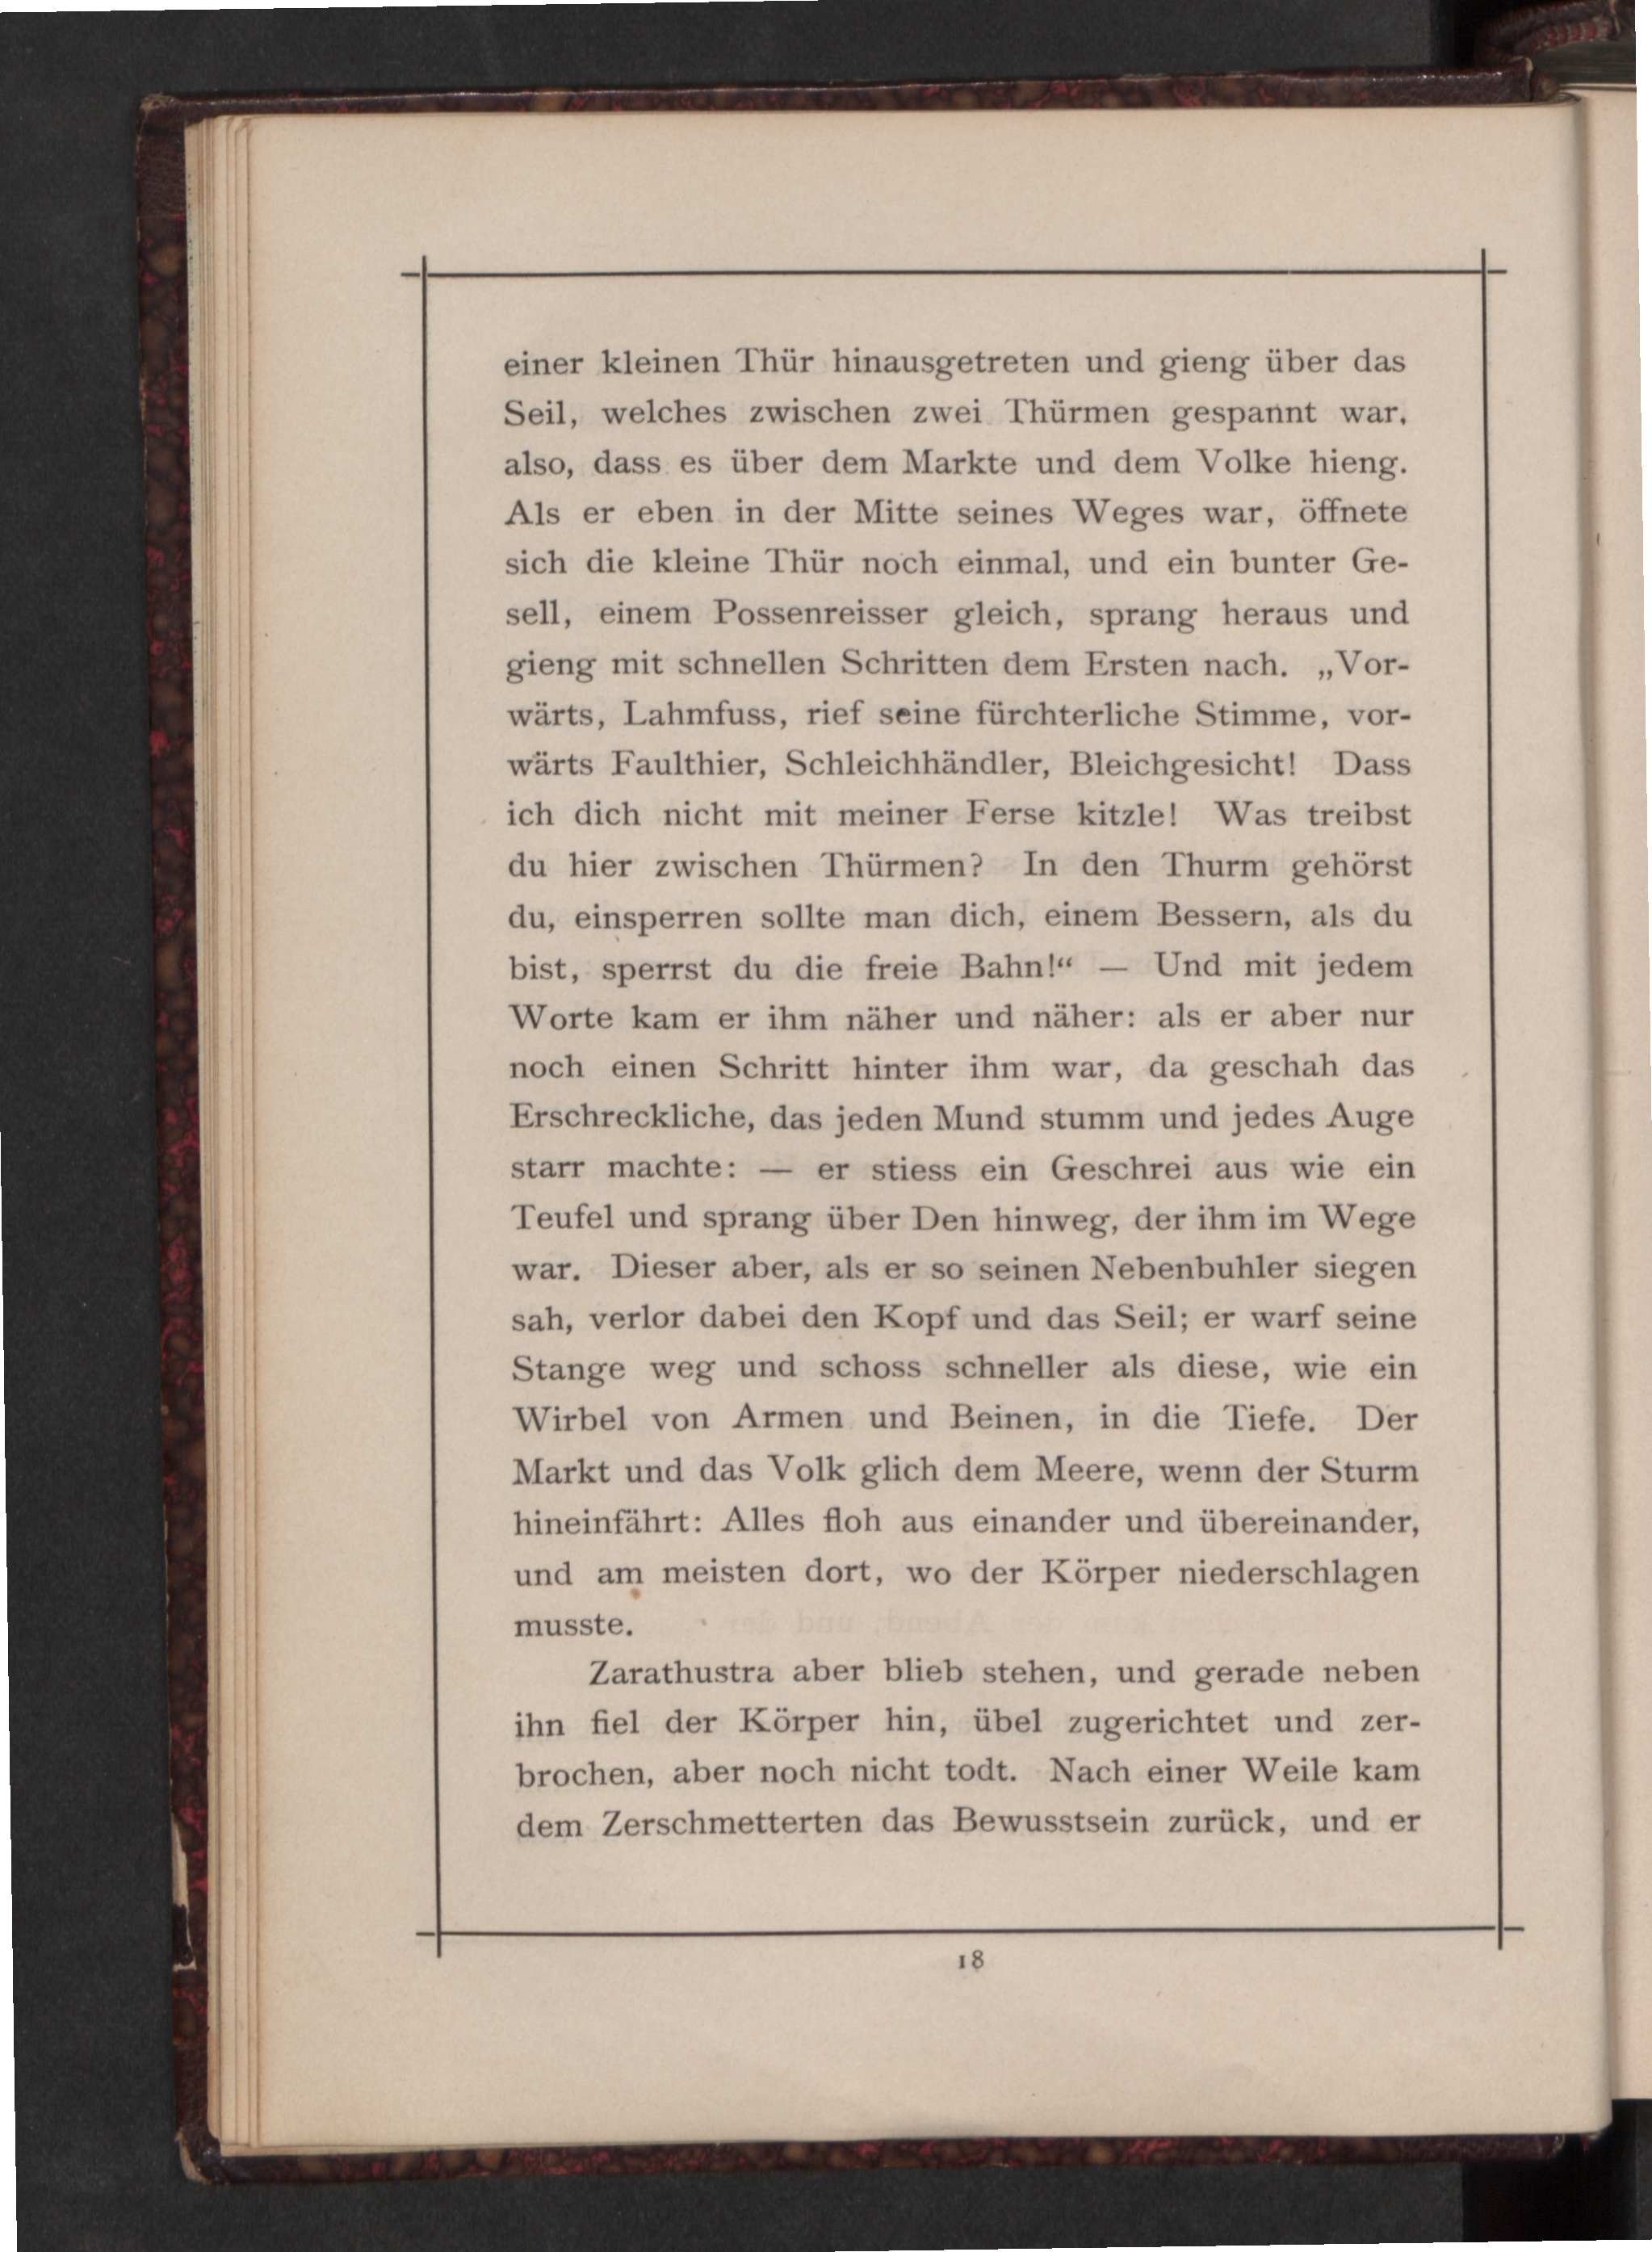 einer kleinen Thür hinausgetreten und gieng über das
Seil, welches zwischen zwei Thürmen gespannt war,
also, dass es über dem Markte und dem Volke hieng.
Als er eben in der Mitte seines Weges war, öffnete
sich die kleine Thür noch einmal, und ein bunter Ge-
sell, einem Possenreisser gleich, sprang heraus und
gieng mit schnellen Schritten dem Ersten nach. „Vor-
wärts, Lahmfuss, rief seine fürchterliche Stimme, vor-
wärts Faulthier, Schleichhändler, Bleichgesicht! Dass
ich dich nicht mit meiner Ferse kitzle! Was treibst
du hier zwischen Thürmen? In den Thurm gehörst
du, einsperren sollte man dich, einem Bessern, als du
bist, sperrst du die freie Bahn!“ — Und mit jedem
Worte kam er ihm näher und näher: als er aber nur
noch einen Schritt hinter ihm war, da geschah das
Erschreckliche, das jeden Mund stumm und jedes Auge
starr machte: — er stiess ein Geschrei aus wie ein
Teufel und sprang über Den hinweg, der ihm im Wege
war. Dieser aber, als er so seinen Nebenbuhler siegen
sah, verlor dabei den Kopf und das Seil; er warf seine
Stange weg und schoss schneller als diese, wie ein
Wirbel von Armen und Beinen, in die Tiefe. Der
Markt und das Volk glich dem Meere, wenn der Sturm
hineinfährt: Alles floh aus einander und übereinander,
und am meisten dort, wo der Körper niederschlagen
musste.
Zarathustra aber blieb stehen, und gerade neben
ihn fiel der Körper hin, übel zugerichtet und zer-
brochen, aber noch nicht todt. Nach einer Weile kam
dem Zerschmetterten das Bewusstsein zurück, und er
18